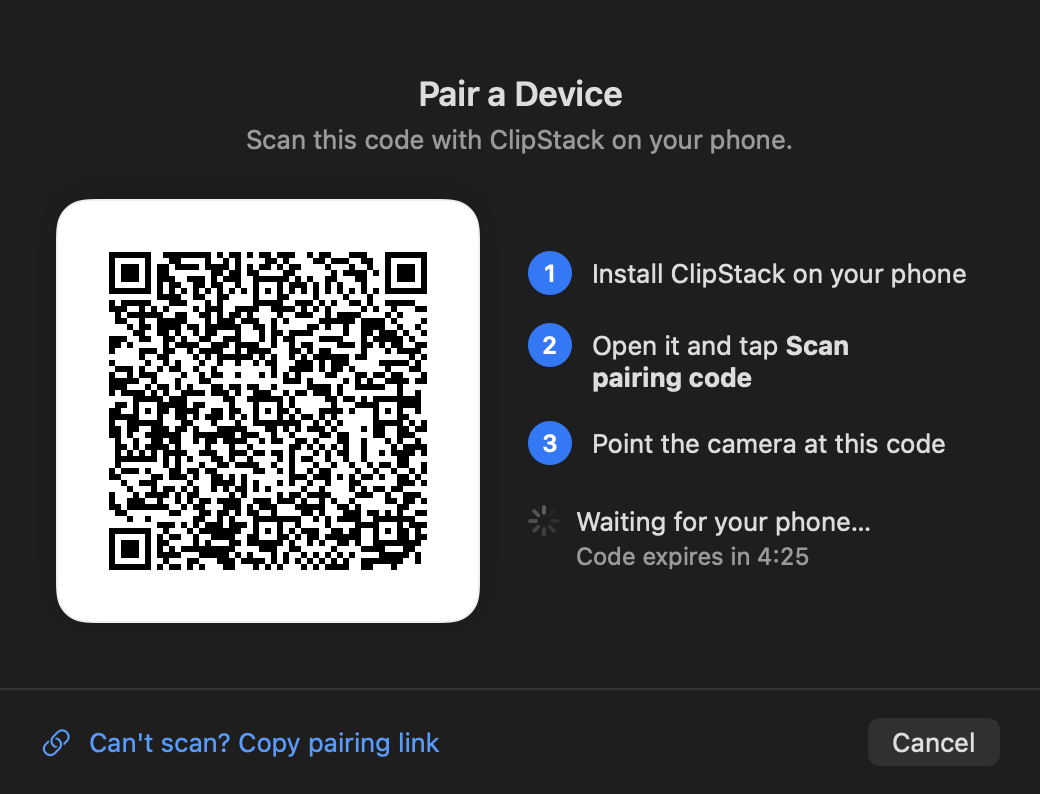 Pair a Device
Scan this code with ClipStack on your phone.
1 Install ClipStack on your phone
2 Open it and tap Scan
pairing code
3 Point the camera at this code
Waiting for your phone...
Code expires in 4:25
Can't scan? Copy pairing link
Cancel